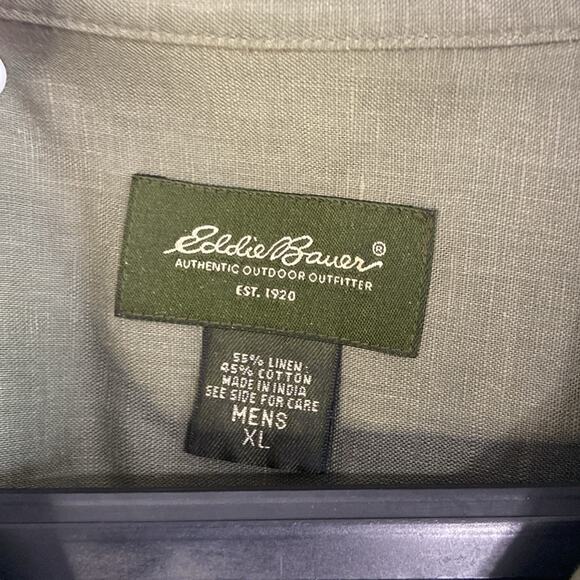 Eddie Bauer®
AUTHENTIC OUTDOOR OUTFITTER
EST. 1920
55% LINEN
45% COTTON
MADE IN INDIA
SEE SIDE FOR CARE
MENS
XL